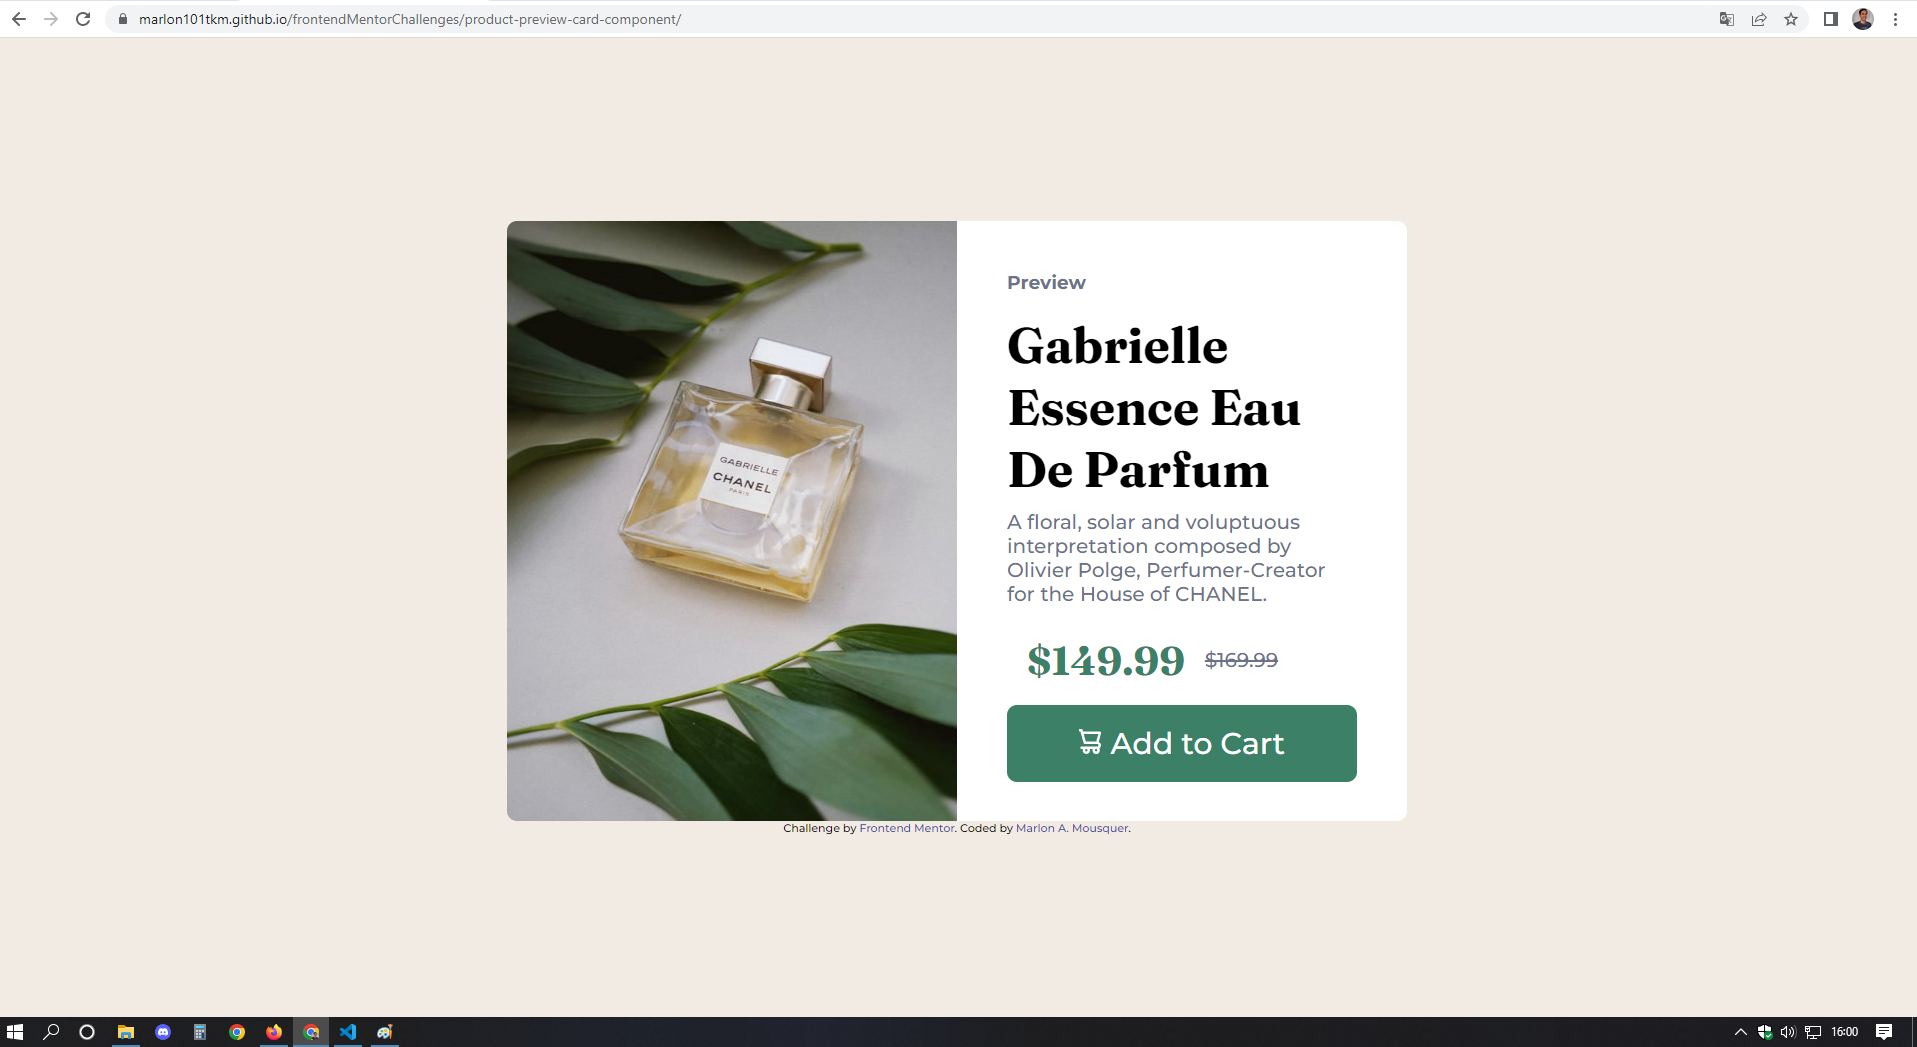 marlon101tkm.github.io/frontendMentorChallenges/product-preview-card-component/
Preview
Gabrielle
Essence Eau
De Parfum
A floral, solar and voluptuous
interpretation composed by
Olivier Polge, Perfumer-Creator
for the House of CHANEL.
$149.99 $169.99
Add to Cart
GABRIELLE
CHANEL
PARIS
Challenge by Frontend Mentor. Coded by Marlon A. Mousquer.
16:00